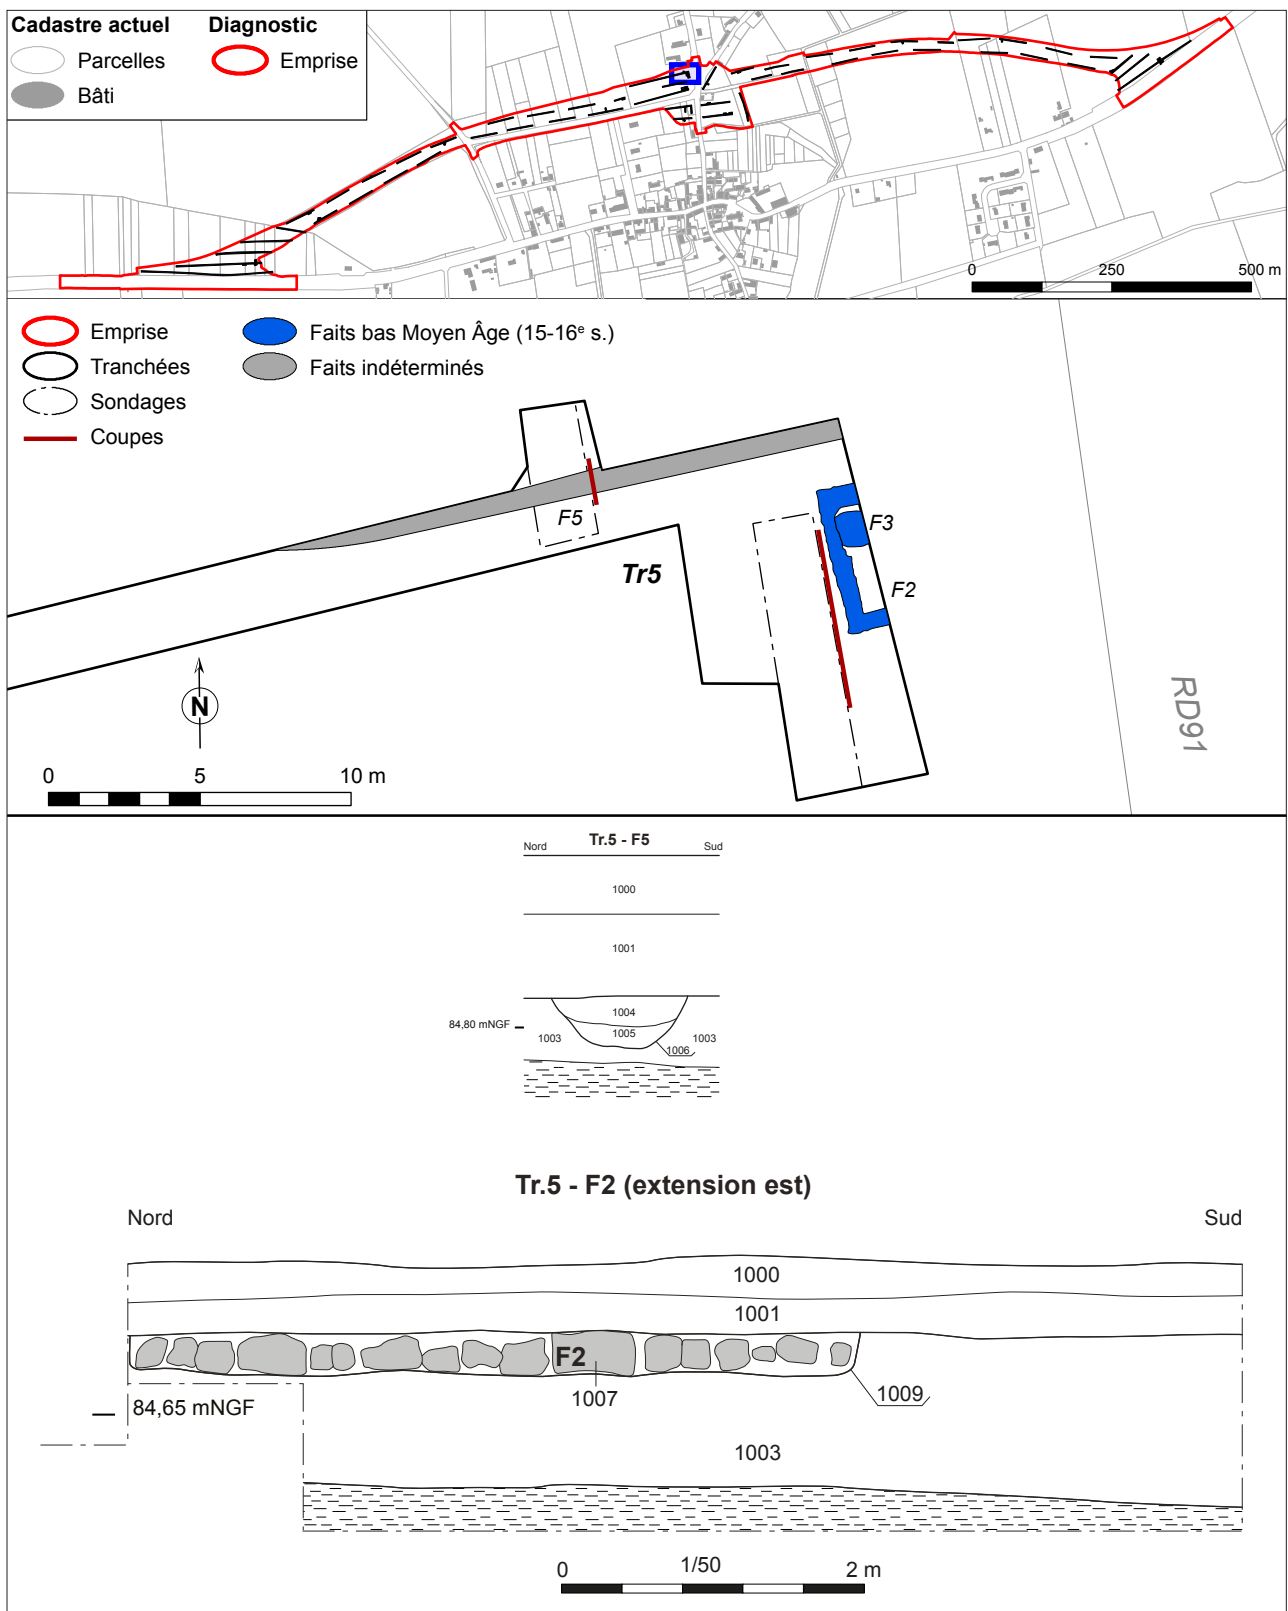 Cadastre actuel Diagnostic
Parcelles Emprise
Bâti
0 250 500 m
Emprise Faits bas Moyen Âge (15-16e s.)
Tranchées Faits indéterminés
Sondages
Coupes
F5
F3
Tr5
F2
N
RD91
0 5 10 m
Nord Tr.5 - F5 Sud
1000
1001
1004
84,80 mNGF
1003 1005 1003
1006
Tr.5 - F2 (extension est)
Nord Sud
1000
1001
F2
1007 1009
84,65 mNGF
1003
0 1/50 2 m